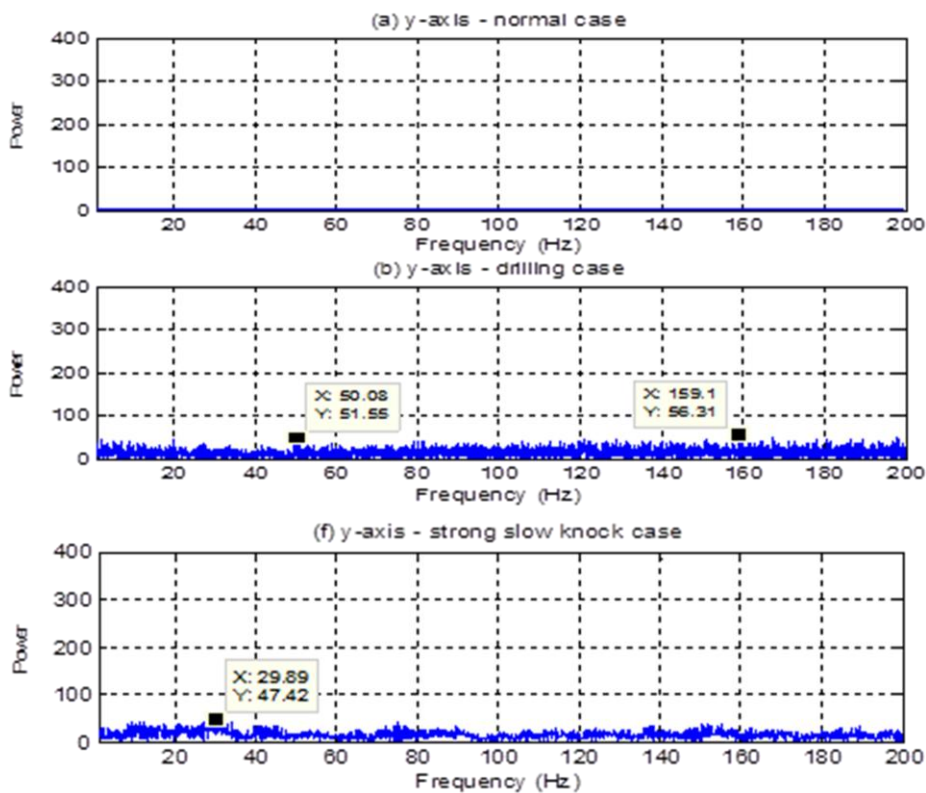 (a) y-axis - normal case
400
300
200
100
0
Power
20 40 60 80 100 120 140 160 180 200
Frequency (Hz)
(b) y-axis - drilling case
400
300
200
100
0
Power
X: 50.08
Y: 51.55
X: 159.1
Y: 56.31
20 40 60 80 100 120 140 160 180 200
Frequency (Hz)
(f) y-axis - strong slow knock case
400
300
200
100
0
Power
X: 29.89
Y: 47.42
20 40 60 80 100 120 140 160 180 200
Frequency (Hz)